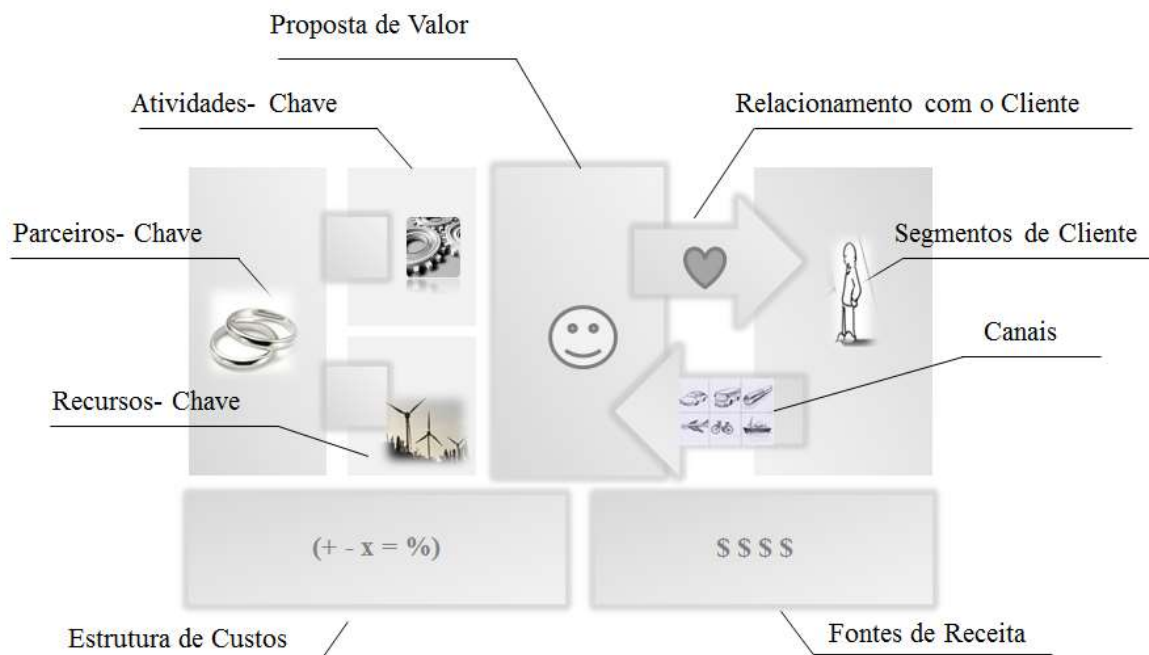 Proposta de Valor
Atividades- Chave
Relacionamento com o Cliente
Parceiros- Chave
Segmentos de Cliente
Canais
Recursos- Chave
(+ - x = %)
$ $ $ $
Estrutura de Custos
Fontes de Receita